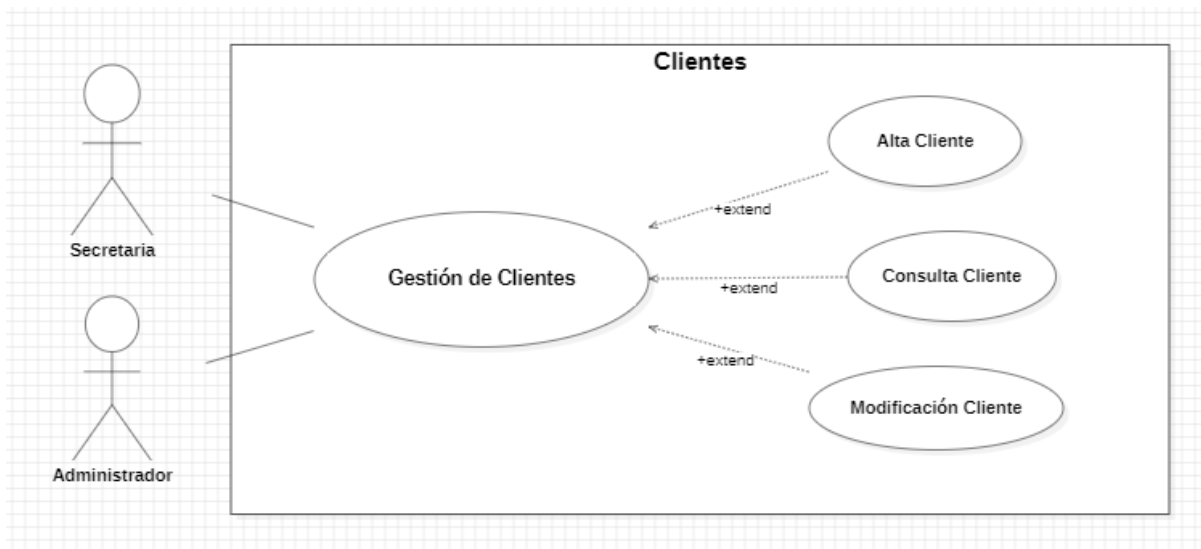 Clientes
Alta Cliente
+extend
Secretaria
Gestión de Clientes
Consulta Cliente
+extend
+extend
Modificación Cliente
Administrador